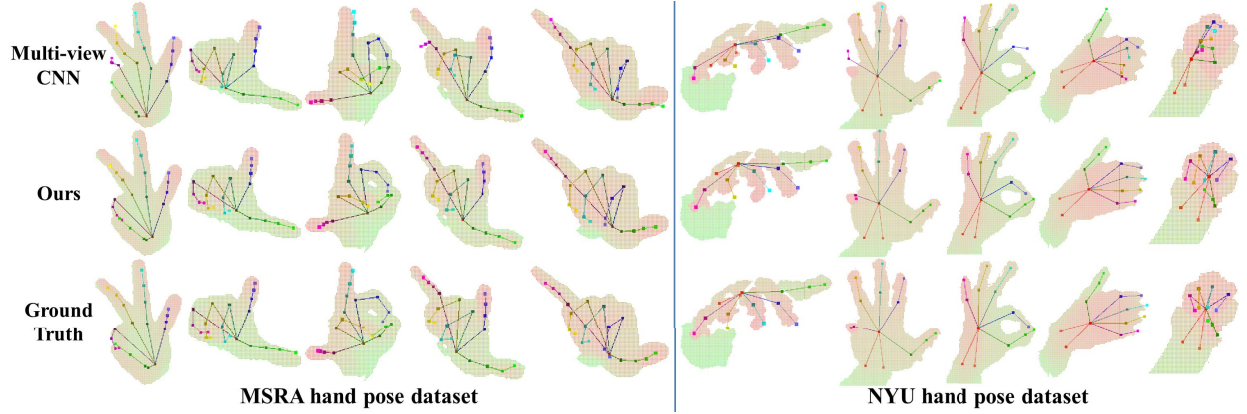 Multi-view
CNN
Ours
Ground
Truth
MSRA hand pose dataset
NYU hand pose dataset